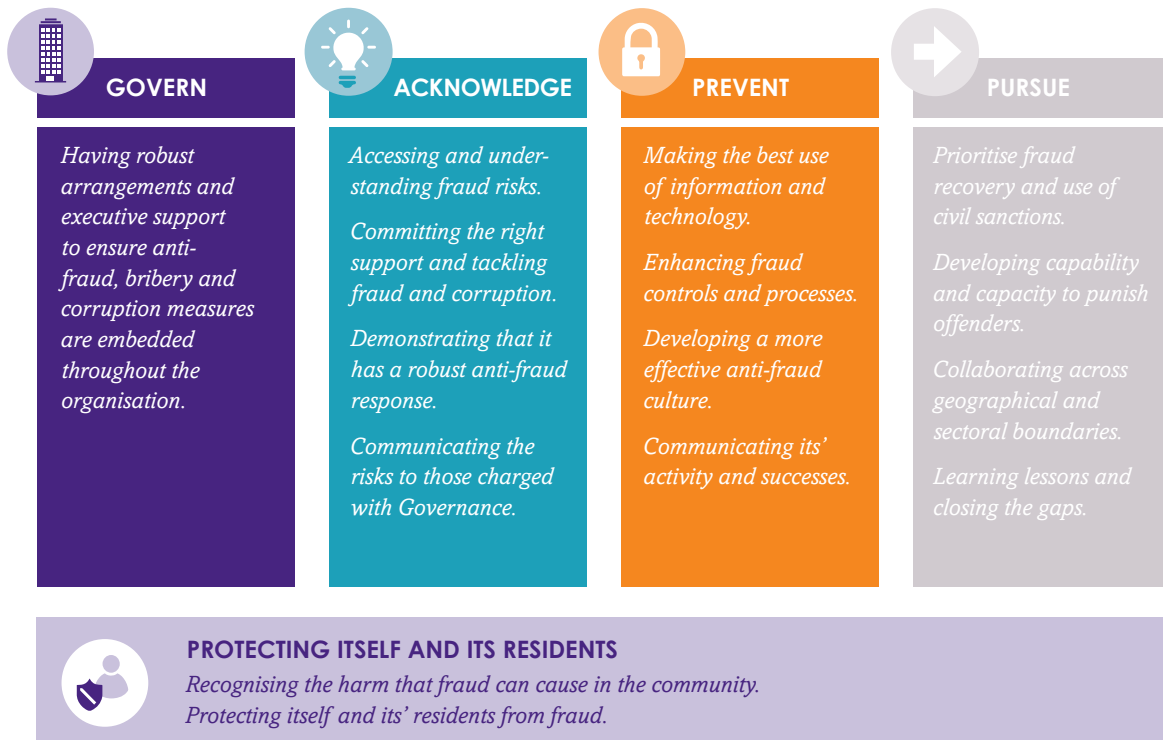 GOVERN
Having robust
arrangements and
executive support
to ensure anti-
fraud, bribery and
corruption measures
are embedded
throughout the
organisation.
ACKNOWLEDGE
Accessing and under-
standing fraud risks.
Committing the right
support and tackling
fraud and corruption.
Demonstrating that it
has a robust anti-fraud
response.
Communicating the
risks to those charged
with Governance.
PREVENT
Making the best use
of information and
technology.
Enhancing fraud
controls and processes.
Developing a more
effective anti-fraud
culture.
Communicating its’
activity and successes.
PURSUE
Prioritise fraud
recovery and use of
civil sanctions.
Developing capability
and capacity to punish
offenders.
Collaborating across
geographical and
sectoral boundaries.
Learning lessons and
closing the gaps.
PROTECTING ITSELF AND ITS RESIDENTS
Recognising the harm that fraud can cause in the community.
Protecting itself and its’ residents from fraud.